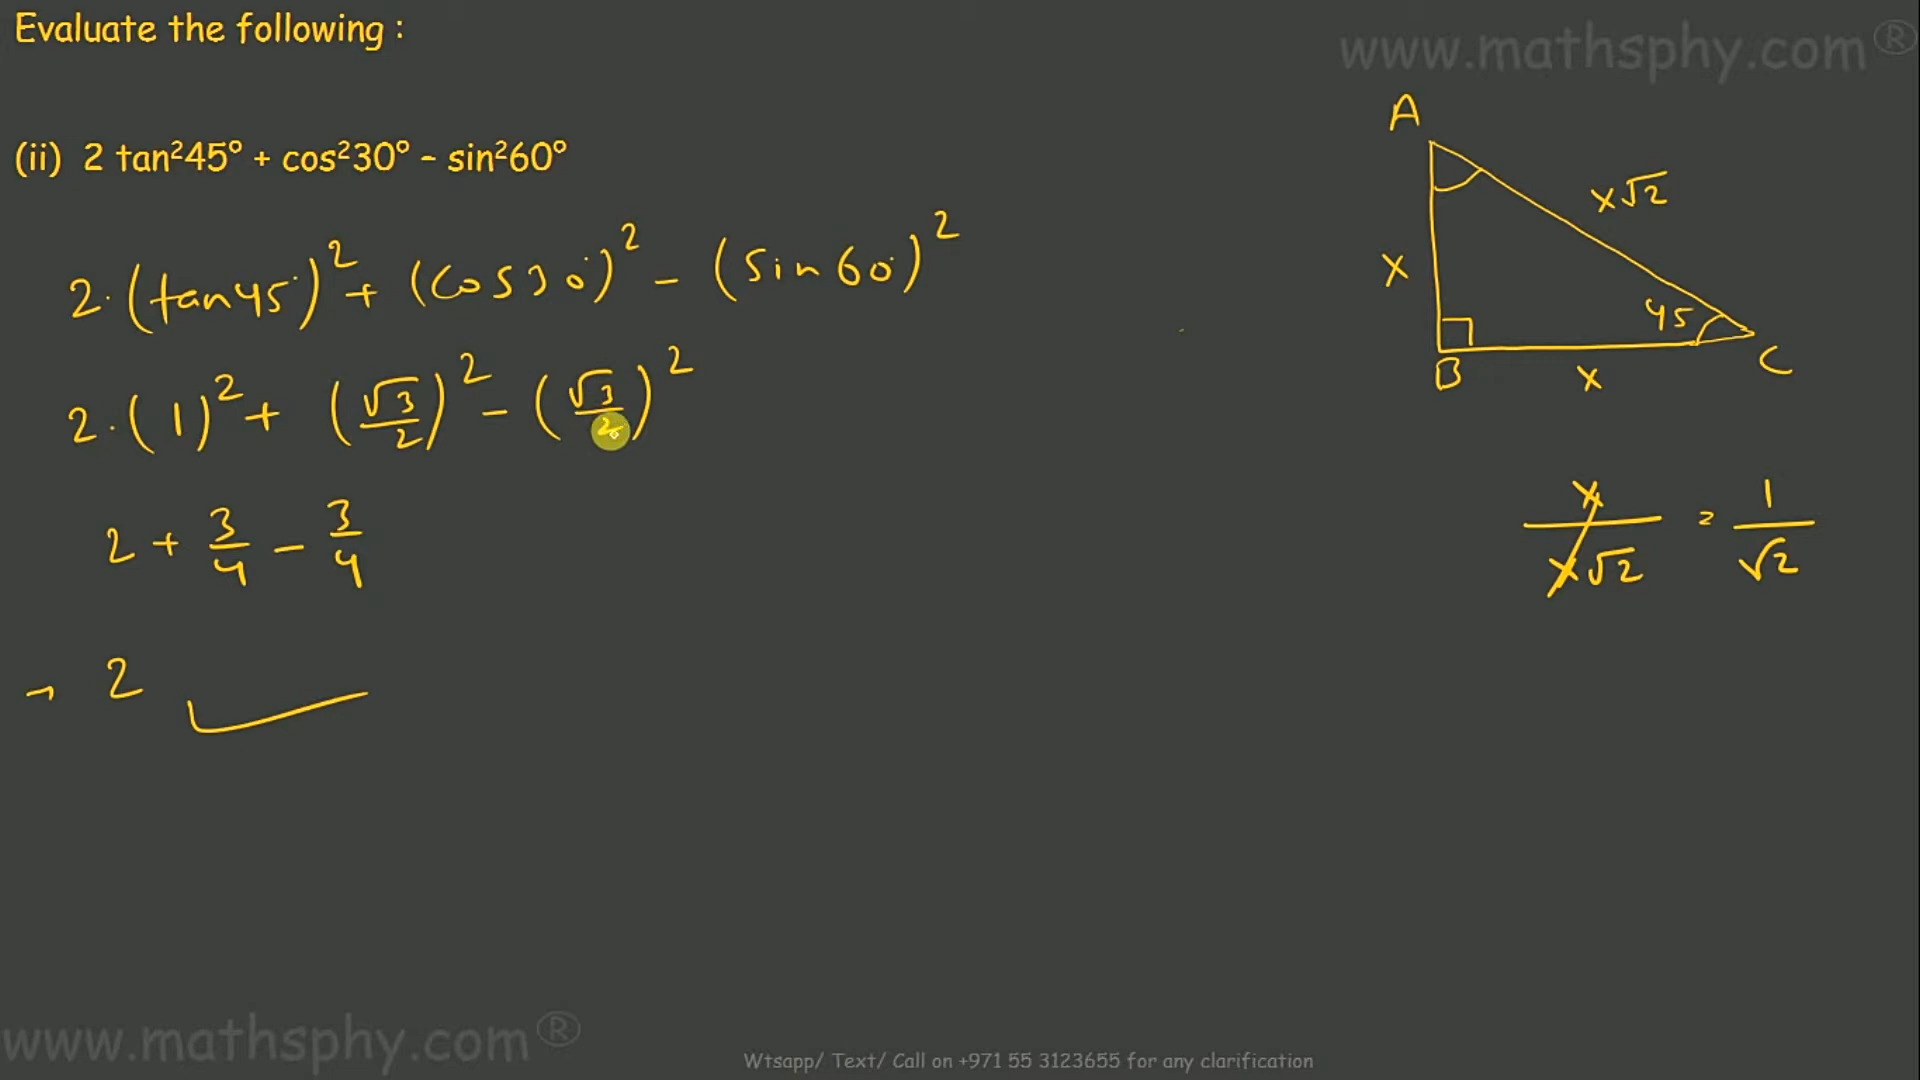 Evaluate the following :
www.mathsphy.com®
(ii) 2 tan²45° + cos²30° - sin²60°
2·(tan45°)² + (cos30°)² - (sin60°)²
2·(1)² + (√3/2)² - (√3/2)²
2 + 3/4 - 3/4
2
A
x√2
x
45
B
x
C
x/x√2 = 1/√2
www.mathsphy.com®
Wtsapp/ Text/ Call on +971 55 3123655 for any clarification